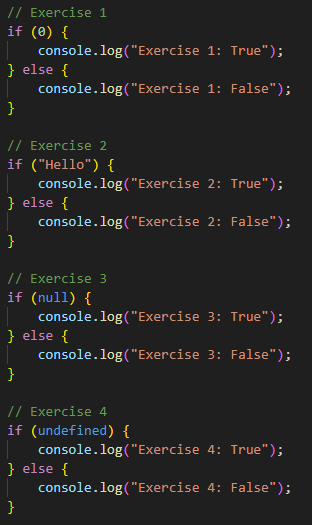 // Exercise 1
if (0) {
    console.log("Exercise 1: True");
} else {
    console.log("Exercise 1: False");
}

// Exercise 2
if ("Hello") {
    console.log("Exercise 2: True");
} else {
    console.log("Exercise 2: False");
}

// Exercise 3
if (null) {
    console.log("Exercise 3: True");
} else {
    console.log("Exercise 3: False");
}

// Exercise 4
if (undefined) {
    console.log("Exercise 4: True");
} else {
    console.log("Exercise 4: False");
}